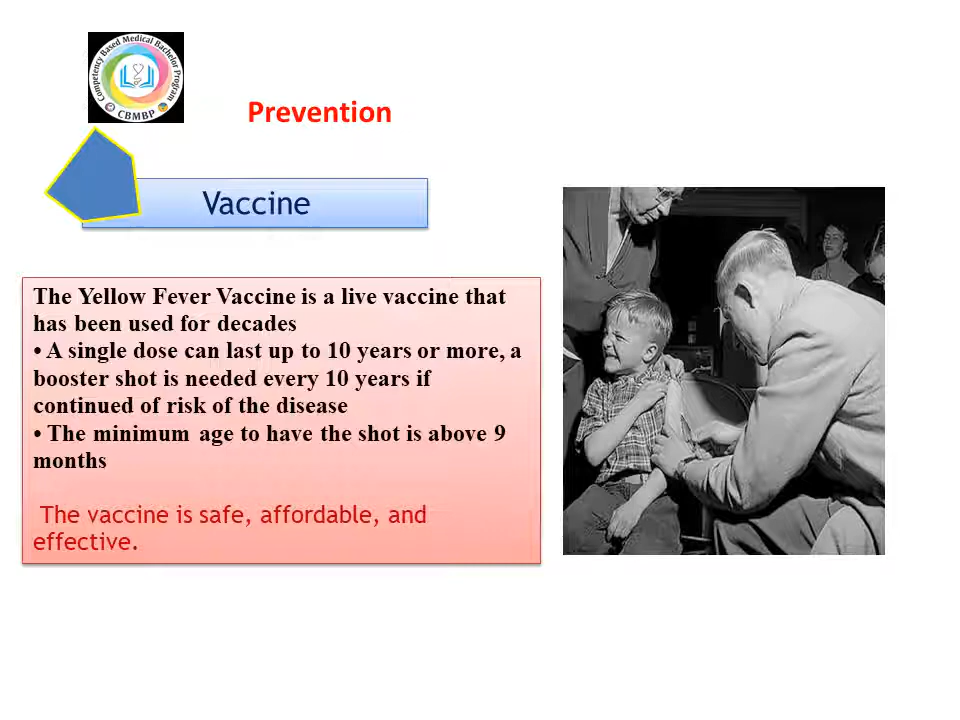 Competency Based Medical Bachelor Program
CBMBP
Prevention
Vaccine
The Yellow Fever Vaccine is a live vaccine that
has been used for decades
• A single dose can last up to 10 years or more, a
booster shot is needed every 10 years if
continued of risk of the disease
• The minimum age to have the shot is above 9
months
The vaccine is safe, affordable, and
effective.